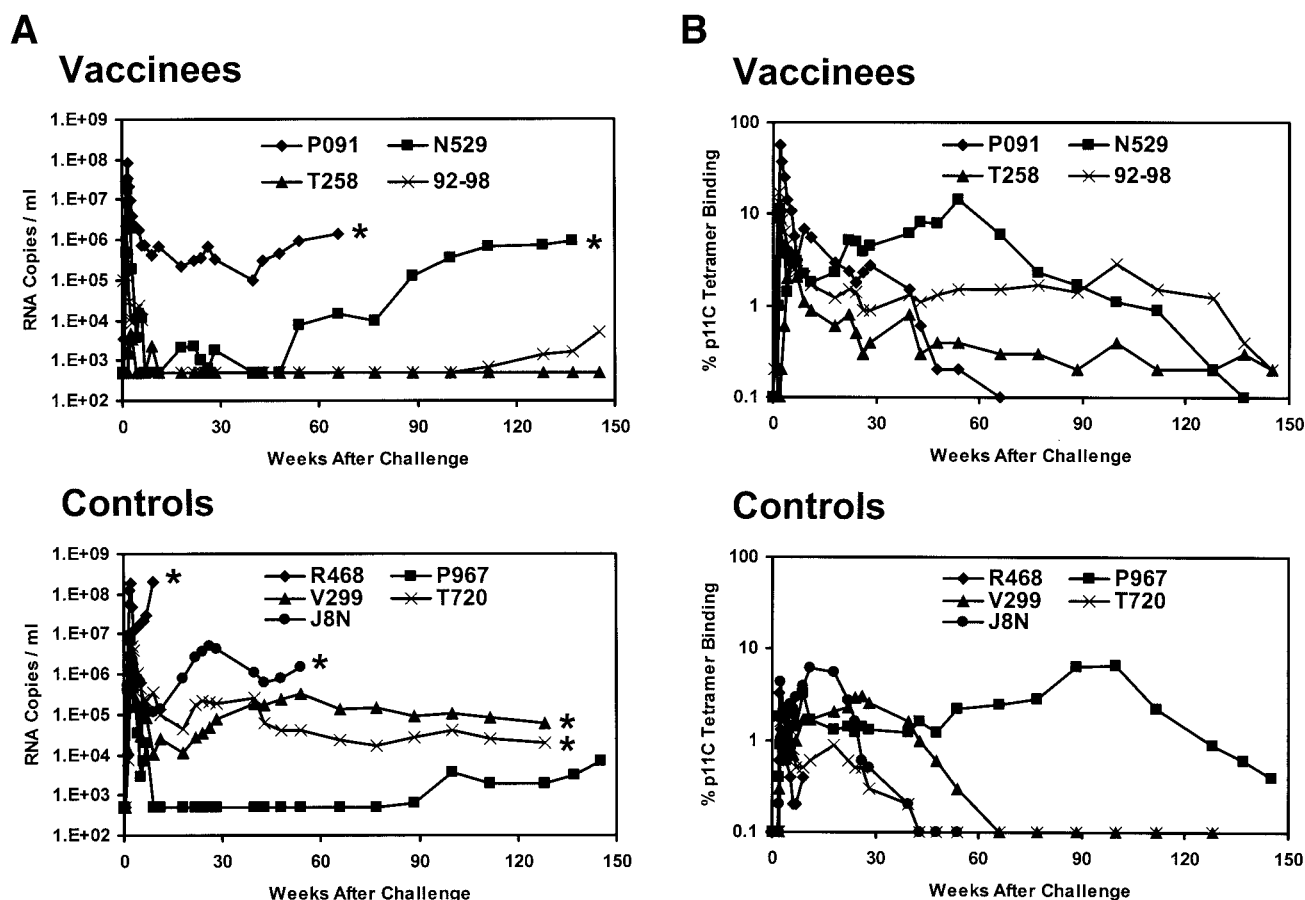 A
Vaccinees
1.E+09
1.E+08
1.E+07
1.E+06
1.E+05
1.E+04
1.E+03
1.E+02
RNA Copies / ml
P091 N529
T258 92-98
*
*
0 30 60 90 120 150
Weeks After Challenge
Controls
1.E+09
1.E+08
1.E+07
1.E+06
1.E+05
1.E+04
1.E+03
1.E+02
RNA Copies / ml
R468 P967
V299 T720
J8N
*
*
*
*
0 30 60 90 120 150
Weeks After Challenge
B
Vaccinees
100
10
1
0.1
% p11C Tetramer Binding
P091 N529
T258 92-98
0 30 60 90 120 150
Weeks After Challenge
Controls
100
10
1
0.1
% p11C Tetramer Binding
R468 P967
V299 T720
J8N
0 30 60 90 120 150
Weeks After Challenge